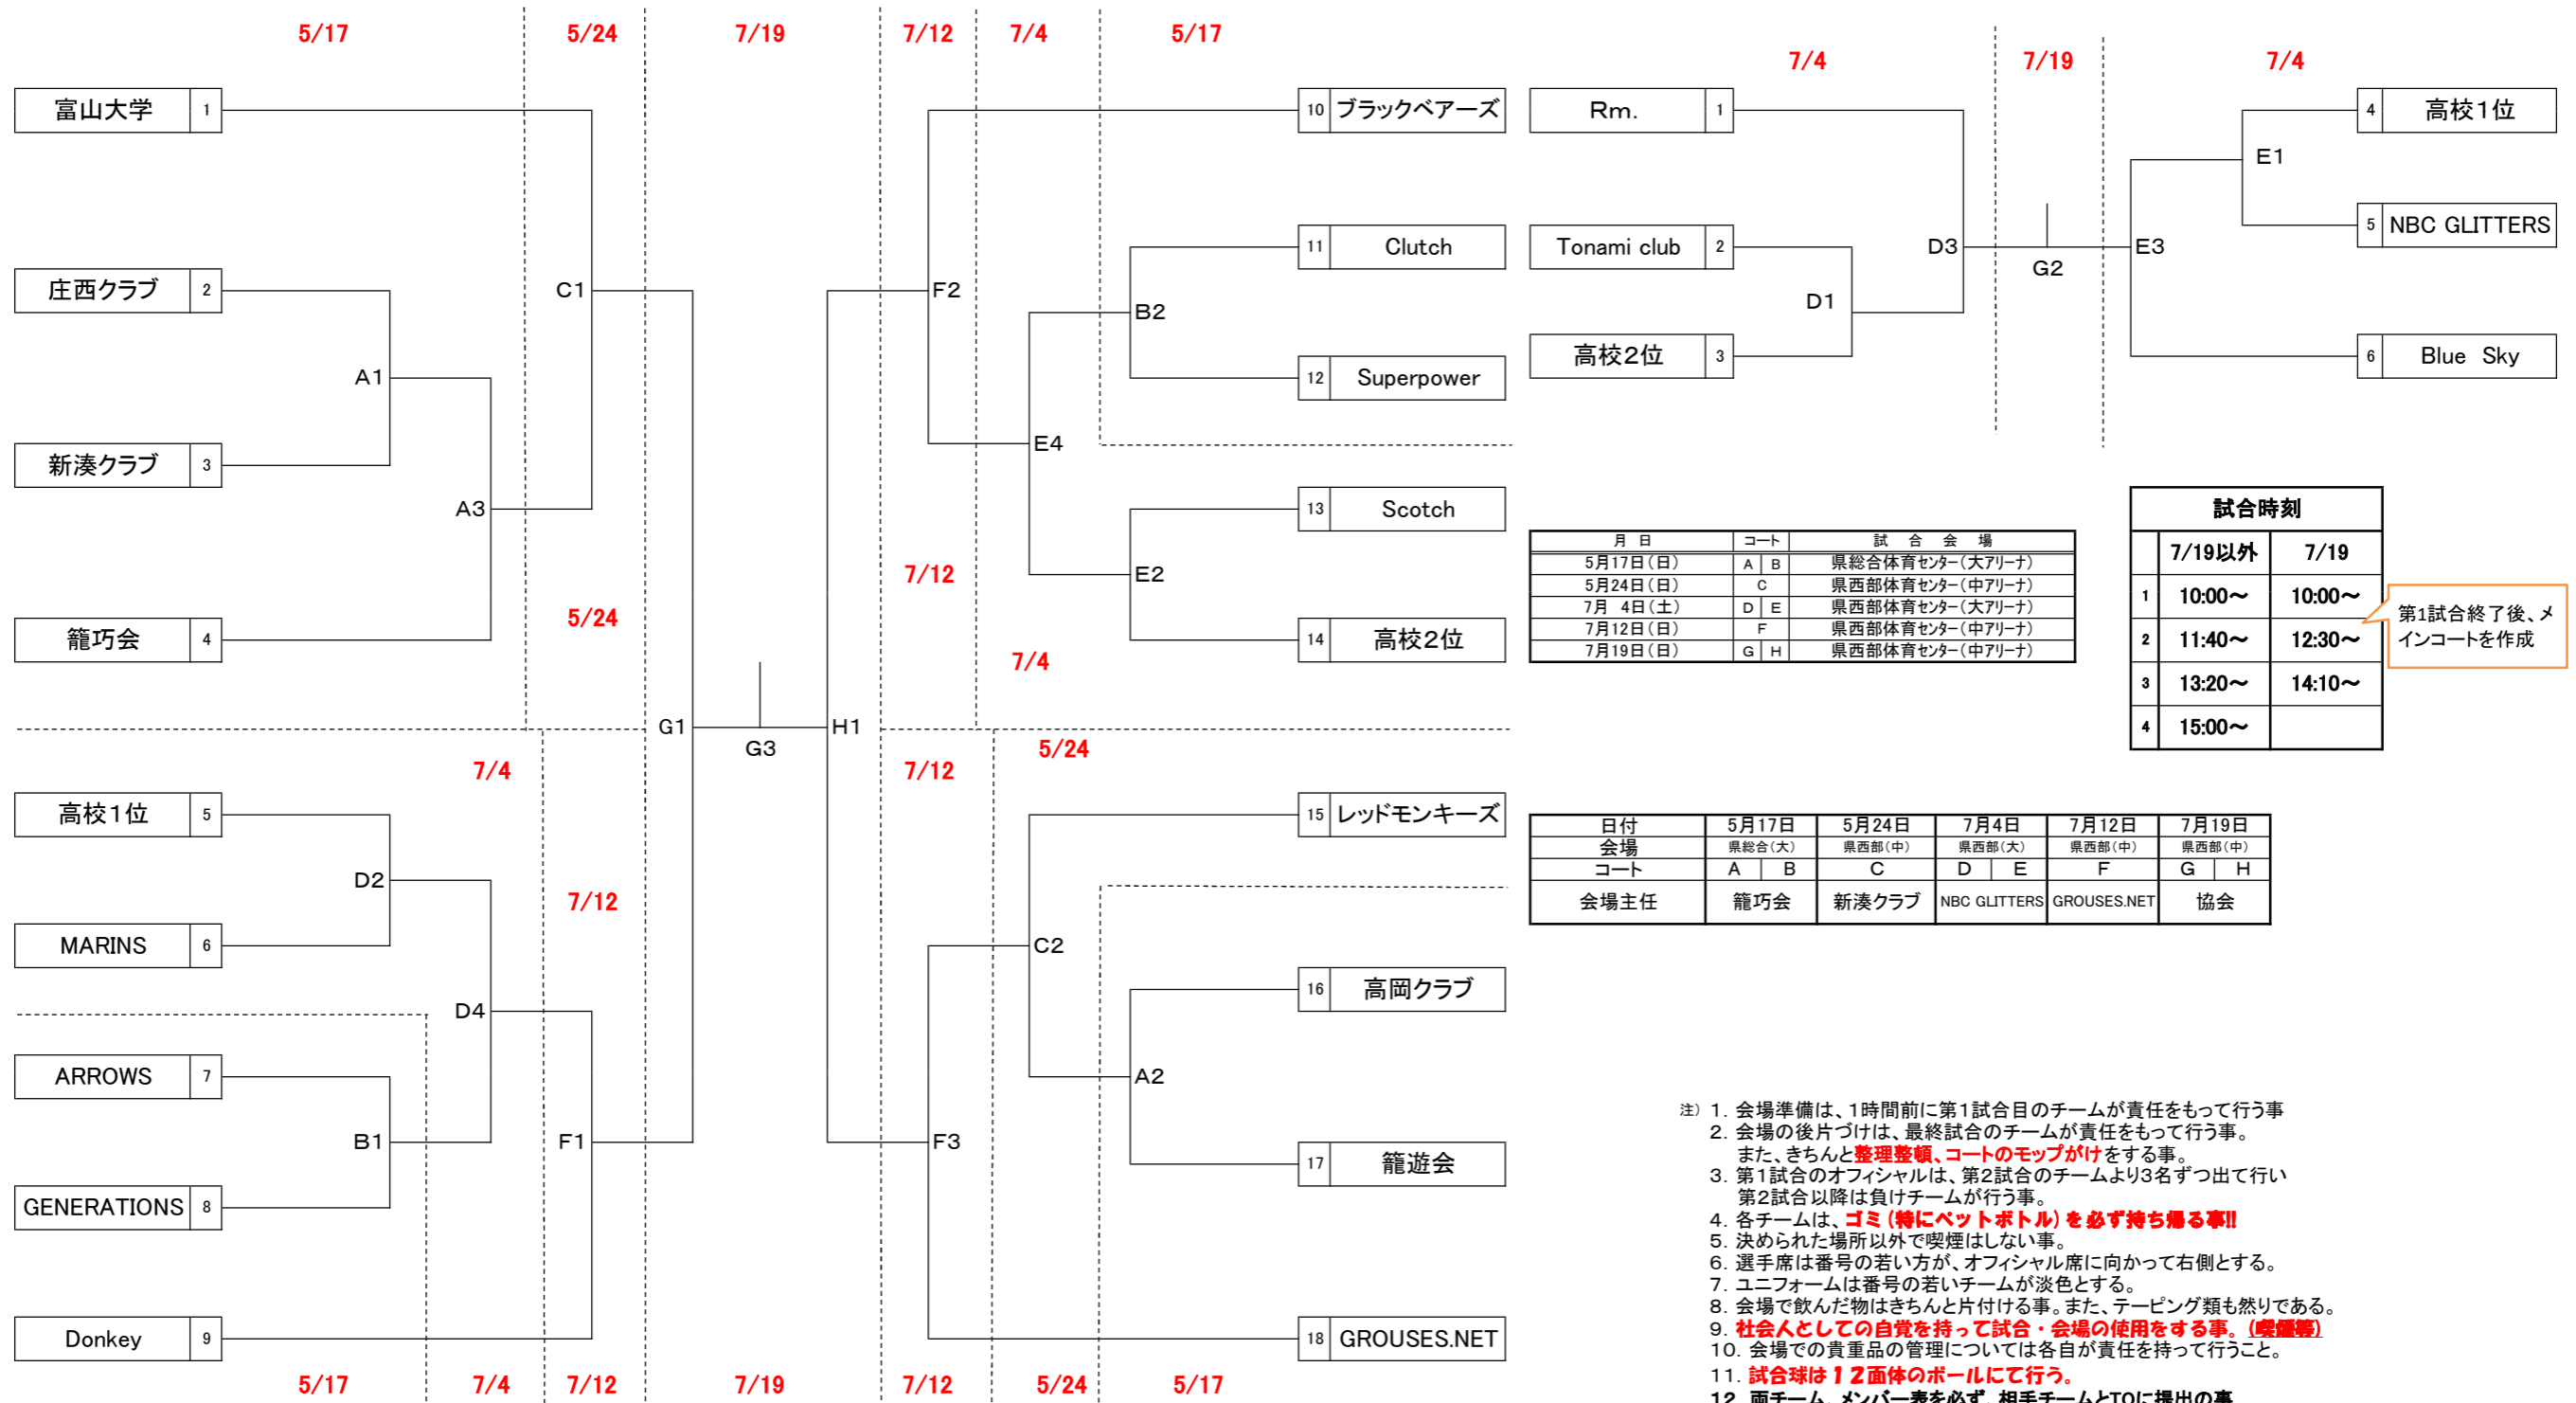 5/17
5/24
7/19
7/12
7/4
5/17
富山大学 1
庄西クラブ 2
新湊クラブ 3
籠巧会 4
A1
A3
C1
5/24
7/4
高校1位 5
MARINS 6
ARROWS 7
GENERATIONS 8
Donkey 9
D2
D4
B1
F1
7/12
G1
G3
H1
10 ブラックベアーズ
11 Clutch
12 Superpower
13 Scotch
14 高校2位
F2
B2
E4
E2
7/12
7/4
7/12
5/24
15 レッドモンキーズ
16 高岡クラブ
17 籠遊会
18 GROUSES.NET
C2
A2
F3
5/17
7/4
7/12
7/19
7/12
5/24
5/17
7/4
7/19
7/4
Rm. 1
Tonami club 2
高校2位 3
D1
D3
G2
E3
E1
4 高校1位
5 NBC GLITTERS
6 Blue Sky
月 日 コート 試 合 会 場
5月17日(日) A B 県総合体育センター(大アリーナ)
5月24日(日) C 県西部体育センター(中アリーナ)
7月 4日(土) D E 県西部体育センター(大アリーナ)
7月12日(日) F 県西部体育センター(中アリーナ)
7月19日(日) G H 県西部体育センター(中アリーナ)
試合時刻
7/19以外 7/19
1 10:00～ 10:00～
2 11:40～ 12:30～
3 13:20～ 14:10～
4 15:00～
第1試合終了後、メ
インコートを作成
日付 5月17日 5月24日 7月4日 7月12日 7月19日
会場 県総合(大) 県西部(中) 県西部(大) 県西部(中) 県西部(中)
コート A B C D E F G H
会場主任 籠巧会 新湊クラブ NBC GLITTERS GROUSES.NET 協会
注) 1. 会場準備は、1時間前に第1試合目のチームが責任をもって行う事
2. 会場の後片づけは、最終試合のチームが責任をもって行う事。
また、きちんと整理整頓、コートのモップがけをする事。
3. 第1試合のオフィシャルは、第2試合のチームより3名ずつ出て行い
第2試合以降は負けチームが行う事。
4. 各チームは、ゴミ(特にペットボトル)を必ず持ち帰る事!!
5. 決められた場所以外で喫煙はしない事。
6. 選手席は番号の若い方が、オフィシャル席に向かって右側とする。
7. ユニフォームは番号の若いチームが淡色とする。
8. 会場で飲んだ物はきちんと片付ける事。また、テーピング類も然りである。
9. 社会人としての自覚を持って試合・会場の使用をする事。(喫煙等)
10. 会場での貴重品の管理については各自が責任を持って行うこと。
11. 試合球は12面体のボールにて行う。
12. 両チーム、メンバー表を必ず、相手チームとTOに提出の事